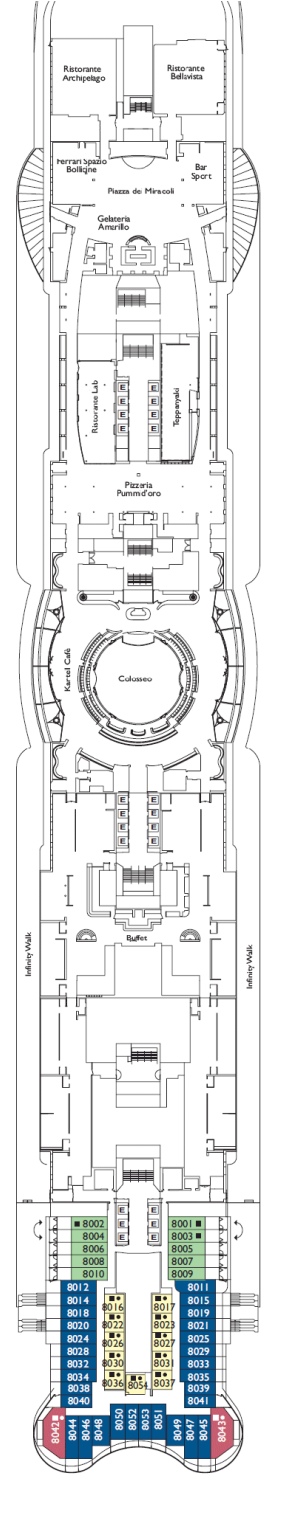 Ristorante
Archipelago
Ristorante
Bellavista
Ferrari Spazio
Bollicine
Bar
Sport
Piazza dei Miracoli
Gelateria
Amarillo
Ristorante Lab
Teppanyaki
E E
E E
E E
E E
Pizzeria
Pummid'oro
Kartel Cafè
Colosseo
E E
E E
E E
E E
Buffet
Infinity Walk
Infinity Walk
E E
E E
E E
8002 8001
8004 8003
8006 8005
8008 8007
8010 8009
8012 8011
8014 8016 8017 8015
8018 8019
8020 8022 8023 8021
8024 8026 8027 8025
8028 8029
8032 8030 8031 8033
8034 8036 8054 8037 8035
8038 8039
8040 8041
8042 8044 8046 8048 8050 8052 8053 8051 8049 8047 8045 8043